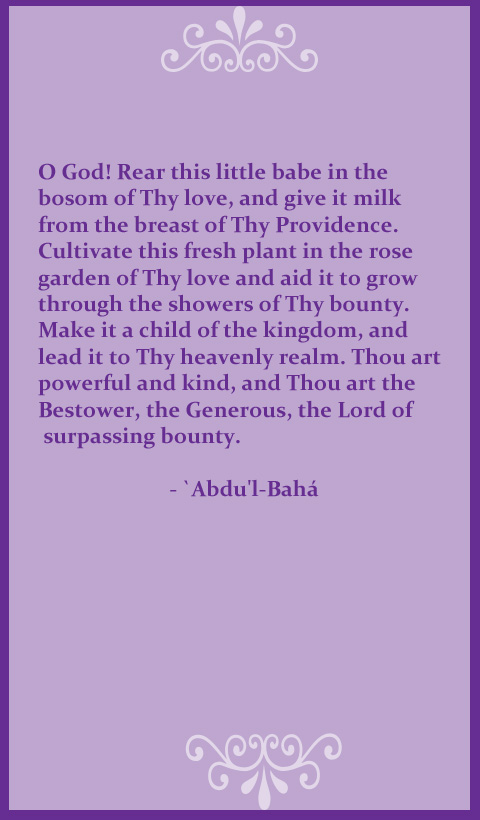 O God! Rear this little babe in the
bosom of Thy love, and give it milk
from the breast of Thy Providence.
Cultivate this fresh plant in the rose
garden of Thy love and aid it to grow
through the showers of Thy bounty.
Make it a child of the kingdom, and
lead it to Thy heavenly realm. Thou art
powerful and kind, and Thou art the
Bestower, the Generous, the Lord of
surpassing bounty.
- `Abdu'l-Bahá